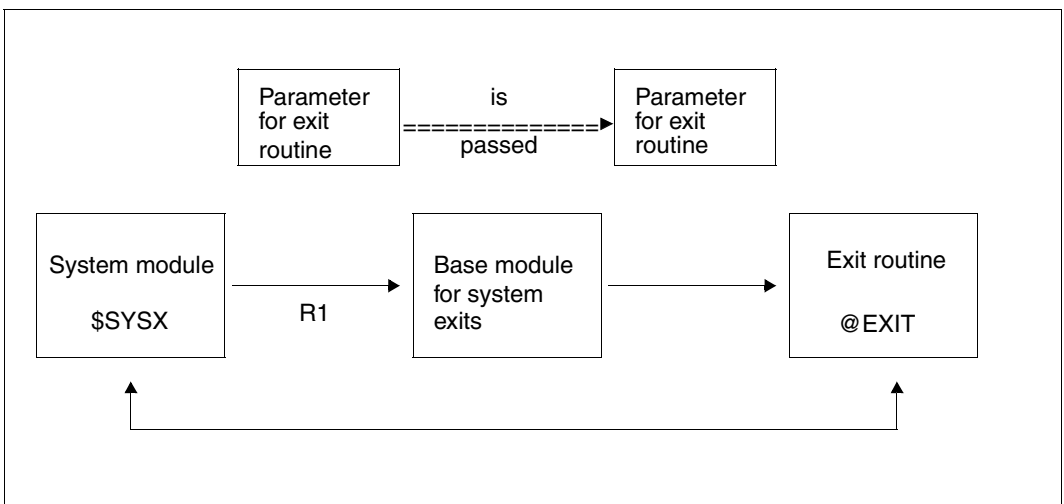 Parameter
for exit
routine
is
==============
passed
Parameter
for exit
routine
System module
$SYSX
R1
Base module
for system
exits
Exit routine
@EXIT